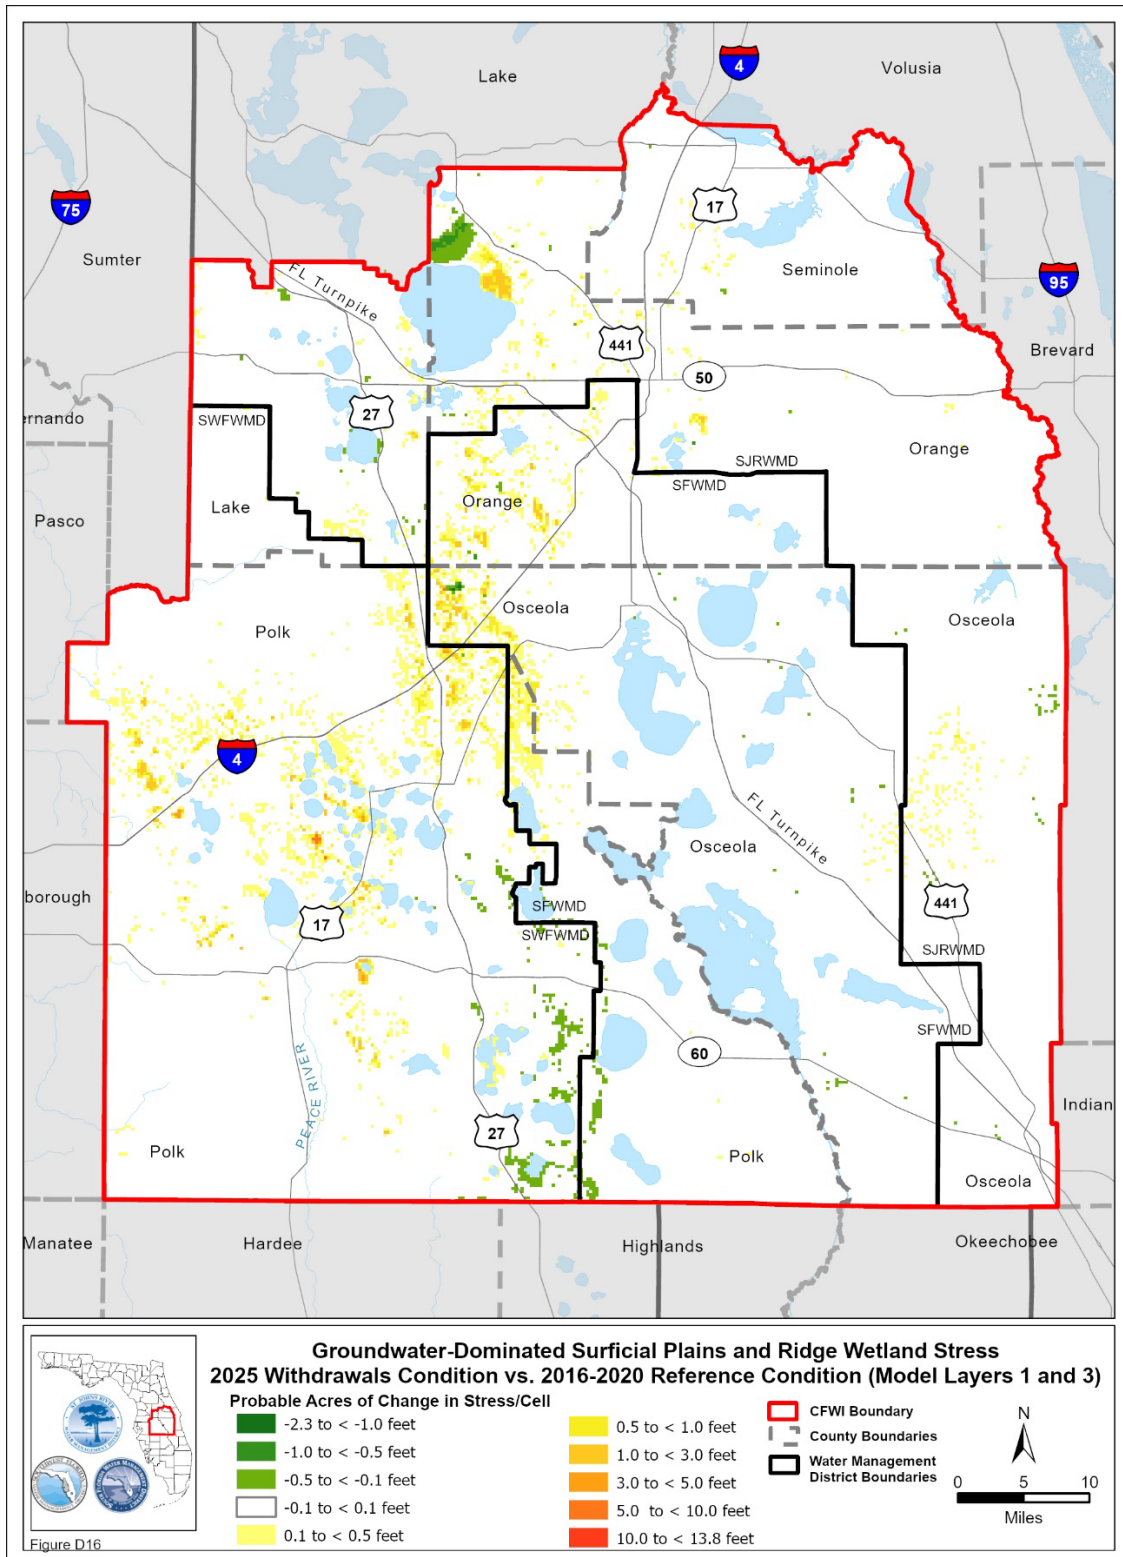 Lake
4
Volusia
75
17
Sumter
Seminole
FL Turnpike
95
441
Brevard
50
27
ernando
SWFWMD
Orange
SJRWMD
SFWMD
Lake
Orange
Pasco
Osceola
Osceola
Polk
4
FL Turnpike
Osceola
borough
441
SFWMD
17
SWFWMD
SJRWMD
SFWMD
60
PEACE RIVER
Indian
27
Polk
Polk
Osceola
Manatee
Hardee
Highlands
Okeechobee
Groundwater-Dominated Surficial Plains and Ridge Wetland Stress
2025 Withdrawals Condition vs. 2016-2020 Reference Condition (Model Layers 1 and 3)
Probable Acres of Change in Stress/Cell
-2.3 to < -1.0 feet
-1.0 to < -0.5 feet
-0.5 to < -0.1 feet
-0.1 to < 0.1 feet
0.1 to < 0.5 feet
0.5 to < 1.0 feet
1.0 to < 3.0 feet
3.0 to < 5.0 feet
5.0 to < 10.0 feet
10.0 to < 13.8 feet
CFWI Boundary
County Boundaries
Water Management
District Boundaries
N
0 5 10
Miles
Figure D16